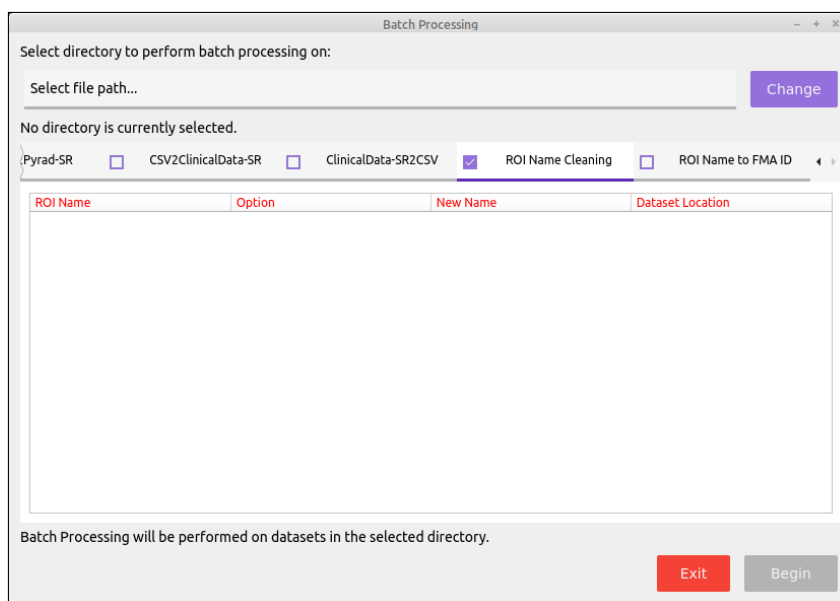 Batch Processing
Select directory to perform batch processing on:
Select file path...
Change
No directory is currently selected.
Pyrad-SR CSV2ClinicalData-SR ClinicalData-SR2CSV ROI Name Cleaning ROI Name to FMA ID
ROI Name Option New Name Dataset Location
Batch Processing will be performed on datasets in the selected directory.
Exit Begin